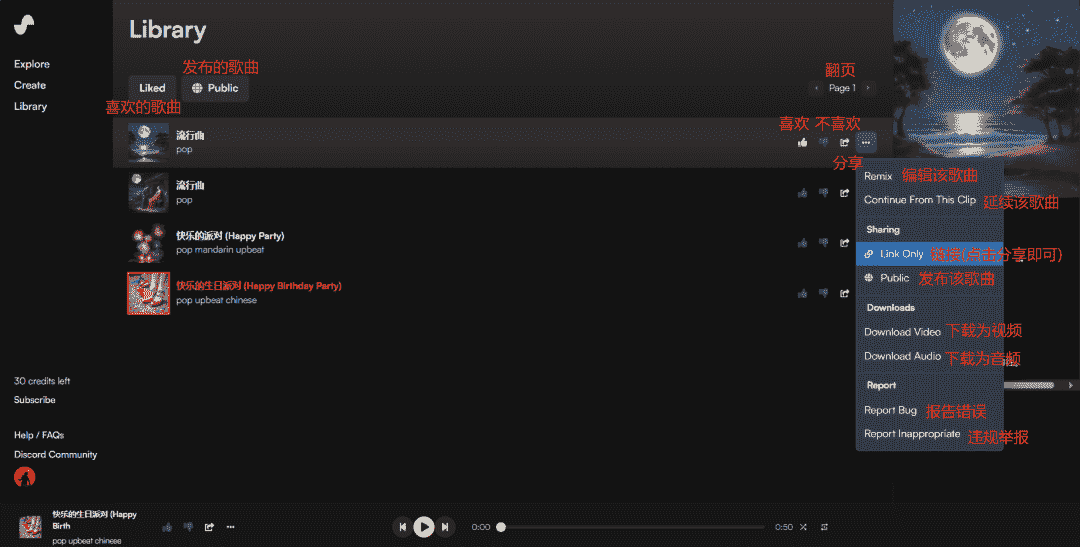 Library
Explore
Create
Library
发布的歌曲
Liked
Public
喜欢的歌曲
翻页
Page 1
流行曲
pop
喜欢 不喜欢
分享
流行曲
pop
快乐的派对 (Happy Party)
pop mandarin upbeat
快乐的生日派对 (Happy Birthday Party)
pop upbeat chinese
Remix 编辑该歌曲
Continue From This Clip 延续该歌曲
Sharing
Link Only 链接(点击分享即可)
Public 发布该歌曲
Downloads
Download Video 下载为视频
Download Audio 下载为音频
Report
Report Bug 报告错误
Report Inappropriate 违规举报
30 credits left
Subscribe
Help / FAQs
Discord Community
快乐的生日派对 (Happy
Birth
pop upbeat chinese
0:00
0:50